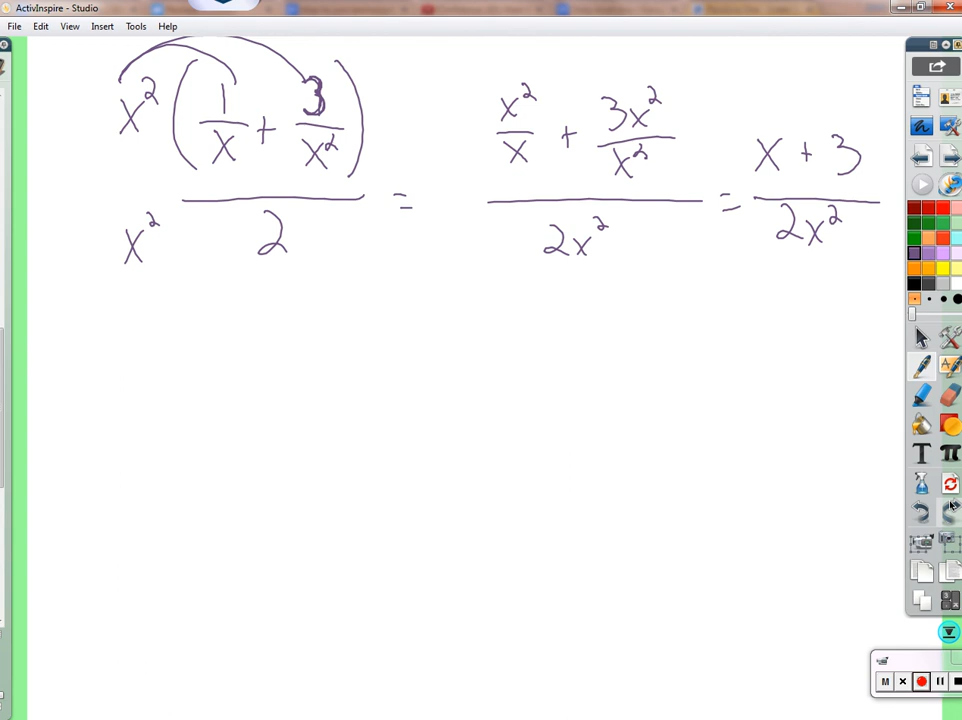 ActivInspire - Studio
File Edit View Insert Tools Help
x² ( 1/x + 3/x² ) / x² 2 = ( x²/x + 3x²/x² ) / 2x² = ( x + 3 ) / 2x²
T π
M